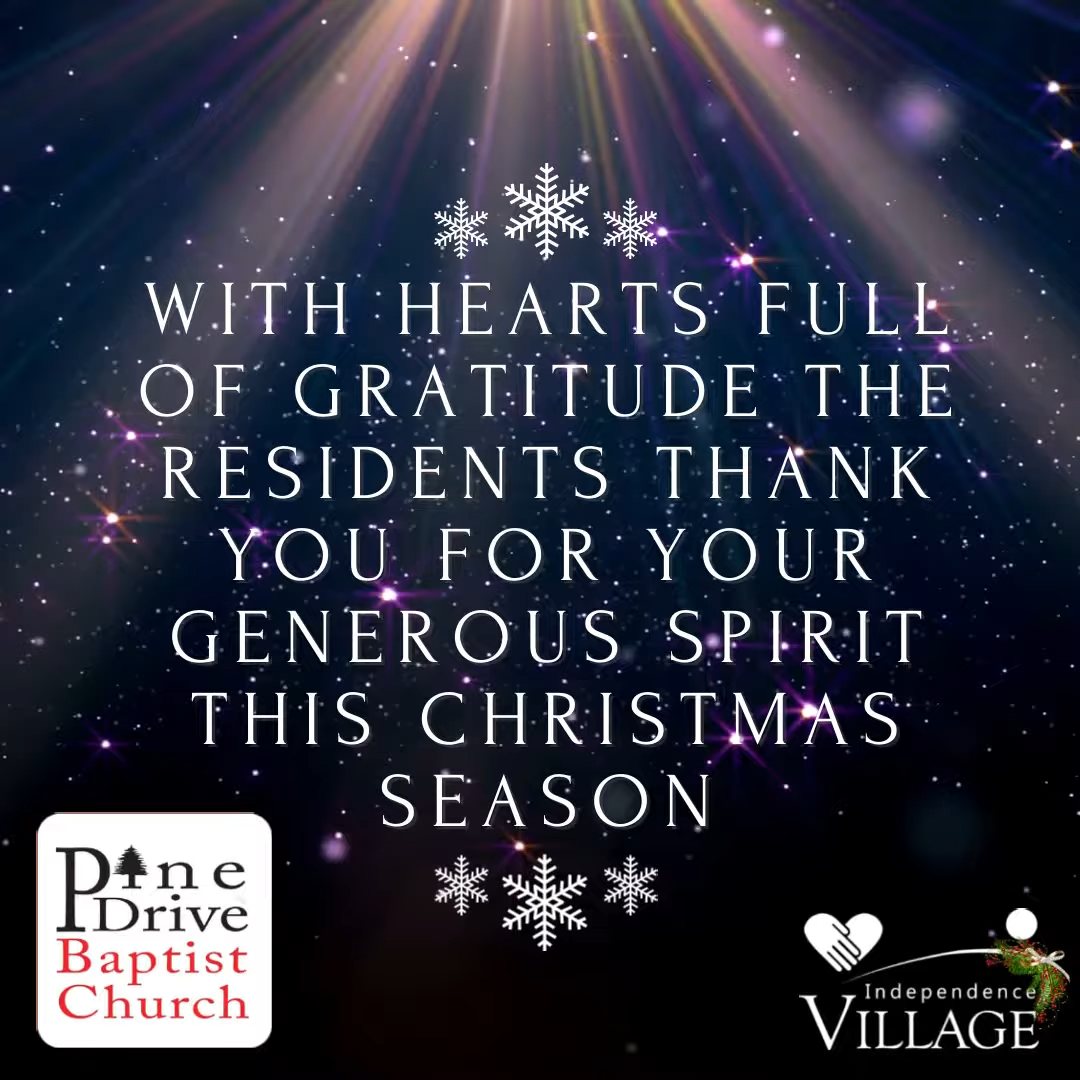 WITH HEARTS FULL
OF GRATITUDE THE
RESIDENTS THANK
YOU FOR YOUR
GENEROUS SPIRIT
THIS CHRISTMAS
SEASON
Pine
Drive
Baptist
Church
Independence
VILLAGE